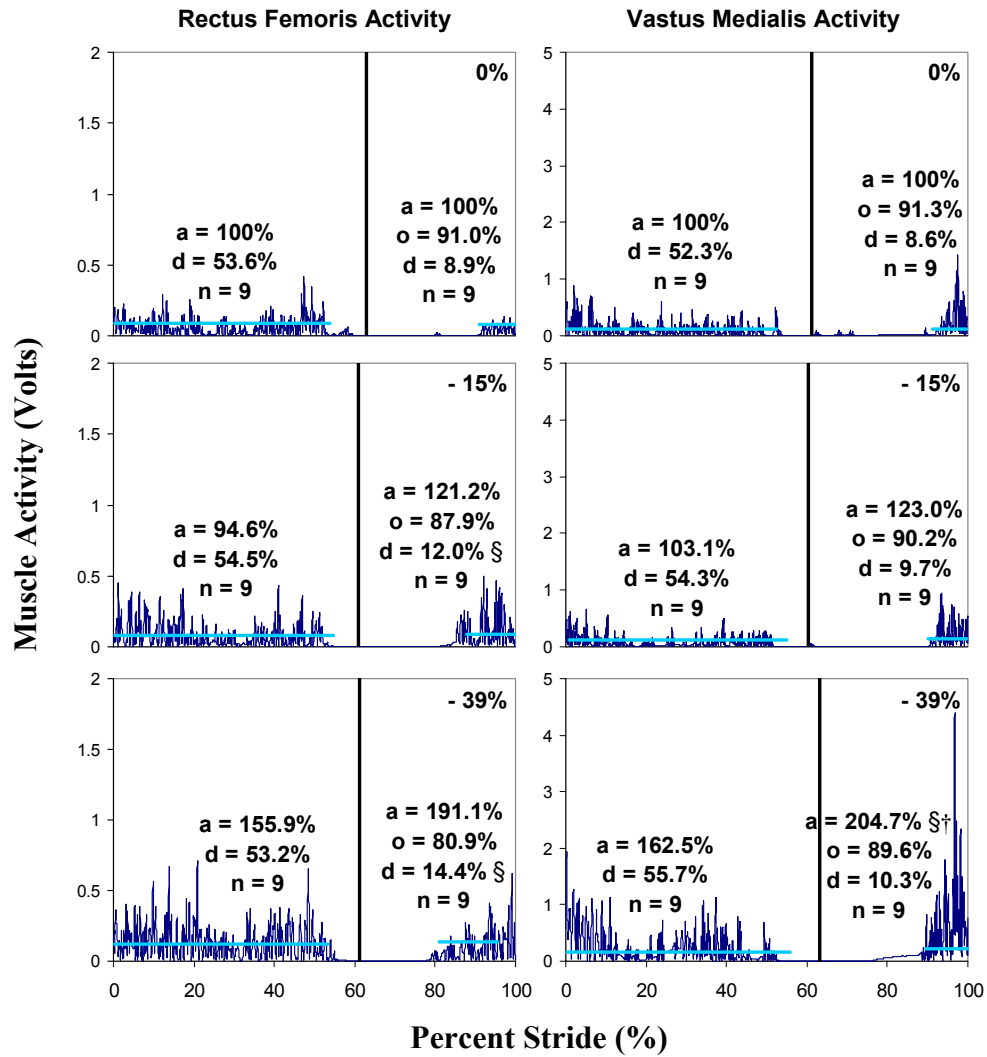 Rectus Femoris Activity
Vastus Medialis Activity
Muscle Activity (Volts)
2
1.5
1
0.5
0
0%
a = 100%
d = 53.6%
n = 9
a = 100%
o = 91.0%
d = 8.9%
n = 9
5
4
3
2
1
0
0%
a = 100%
d = 52.3%
n = 9
a = 100%
o = 91.3%
d = 8.6%
n = 9
2
1.5
1
0.5
0
- 15%
a = 94.6%
d = 54.5%
n = 9
a = 121.2%
o = 87.9%
d = 12.0% §
n = 9
5
4
3
2
1
0
- 15%
a = 103.1%
d = 54.3%
n = 9
a = 123.0%
o = 90.2%
d = 9.7%
n = 9
2
1.5
1
0.5
0
- 39%
a = 155.9%
d = 53.2%
n = 9
a = 191.1%
o = 80.9%
d = 14.4% §
n = 9
0 20 40 60 80 100
5
4
3
2
1
0
- 39%
a = 162.5%
d = 55.7%
n = 9
a = 204.7% §†
o = 89.6%
d = 10.3%
n = 9
0 20 40 60 80 100
Percent Stride (%)